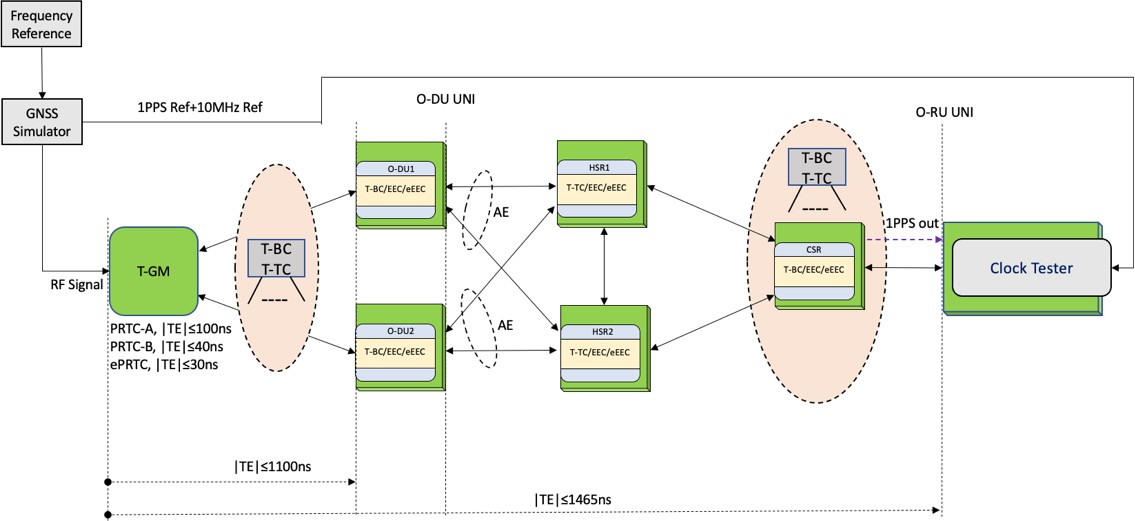 Frequency
Reference
GNSS
Simulator
1PPS Ref+10MHz Ref
O-DU UNI
O-RU UNI
RF Signal
T-GM
PRTC-A, |TE|≤100ns
PRTC-B, |TE|≤40ns
ePRTC, |TE|≤30ns
T-BC
T-TC
----
O-DU1
T-BC/EEC/eEEC
O-DU2
T-BC/EEC/eEEC
AE
AE
HSR1
T-TC/EEC/eEEC
HSR2
T-TC/EEC/eEEC
T-BC
T-TC
----
CSR
T-BC/EEC/eEEC
1PPS out
Clock Tester
|TE|≤1100ns
|TE|≤1465ns